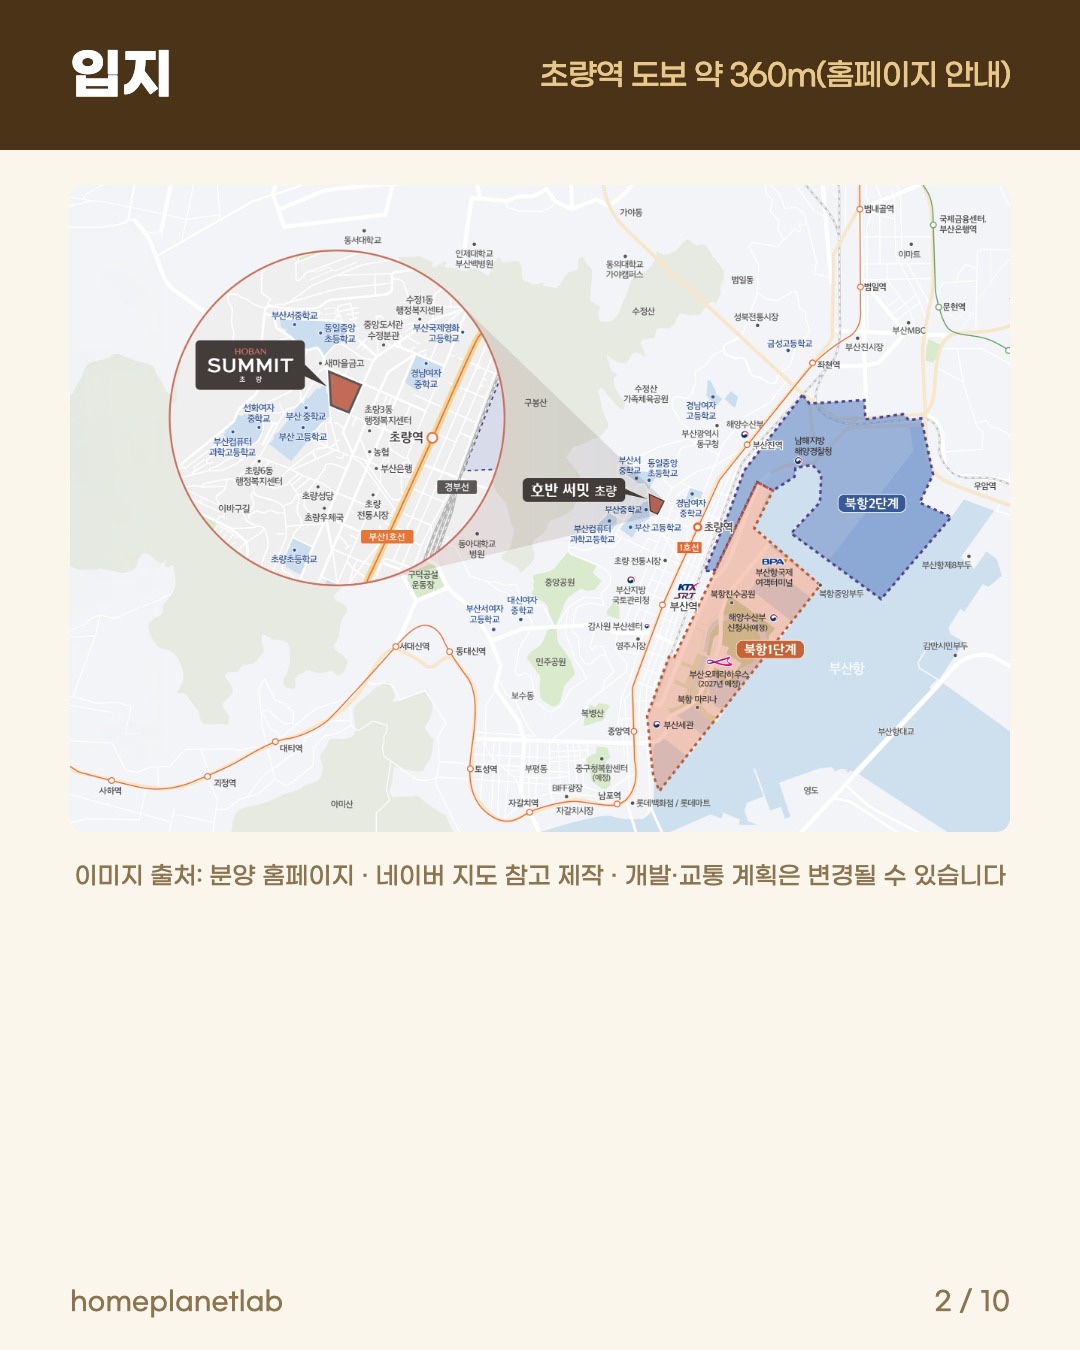 입지
초량역 도보 약 360m(홈페이지 안내)
가야동
범내골역
국제금융센터.
부산은행역
동서대학교
인제대학교
부산백병원
이마트
동의대학교
가야캠퍼스
범일동
범일역
수정1동
행정복지센터
수정산
문현역
부산서중학교
동일중앙
초등학교
중앙도서관
수정분관
부산국제영화
고등학교
성북전통시장
부산MBC
금성고등학교
부산진시장
HOBAN
SUMMIT
초 량
새마을금고
좌천역
경남여자
중학교
수정산
가족체육공원
구봉산
선화여자
중학교
부산 중학교
초량3동
행정복지센터
경남여자
고등학교
해양수산부
부산컴퓨터
과학고등학교
부산 고등학교
초량역
부산광역시
동구청
부산진역
남해지방
해양경찰청
농협
초량6동
행정복지센터
부산은행
부산서
중학교
동일중앙
초등학교
우암역
경부선
호반 써밋 초량
초량성당
이바구길
초량우체국
초량
전통시장
부산중학교
경남여자
중학교
북항2단계
부산컴퓨터
과학고등학교
부산 고등학교
초량역
부산1호선
동아대학교
병원
1호선
초량초등학교
초량 전통시장
BPA
부산항국제
여객터미널
부산항제8부두
구덕공설
운동장
중앙공원
부산지방
국토관리청
KTX
SRT
부산역
북항친수공원
북항중앙부두
부산서여자
고등학교
대신여자
중학교
감사원 부산센터
해양수산부
신청사(예정)
영주시장
서대신역
동대신역
북항1단계
감만시민부두
민주공원
부산오페라하우스
(2027년 예정)
부산항
보수동
북항 마리나
복병산
부산세관
중앙역
부산항대교
대티역
토성역
부평동
중구청복합센터
(예정)
사하역
괴정역
BIFF광장
남포역
영도
아미산
자갈치역
자갈치시장
롯데백화점 / 롯데마트
이미지 출처: 분양 홈페이지 · 네이버 지도 참고 제작 · 개발·교통 계획은 변경될 수 있습니다
homeplanetlab
2 / 10